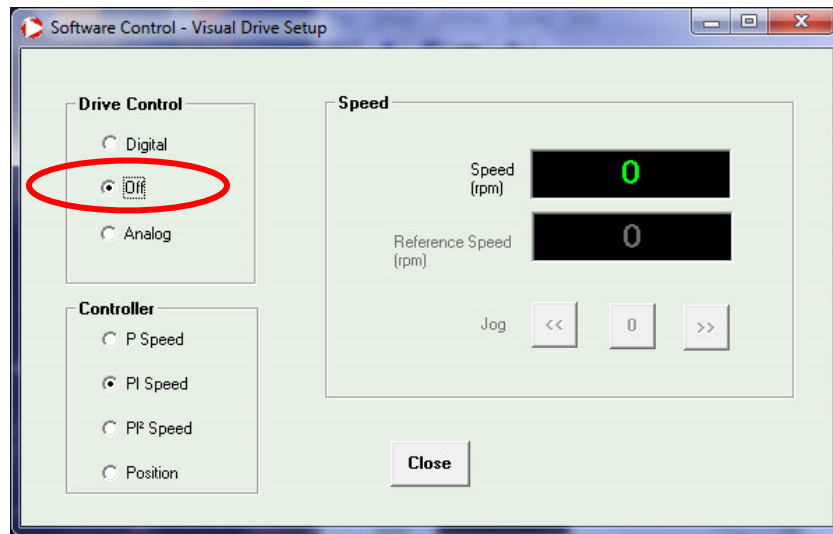 Software Control - Visual Drive Setup
Drive Control
Digital
Off
Analog
Controller
P Speed
PI Speed
PI² Speed
Position
Speed
Speed
(rpm)
0
Reference Speed
(rpm)
0
Jog
<<
0
>>
Close